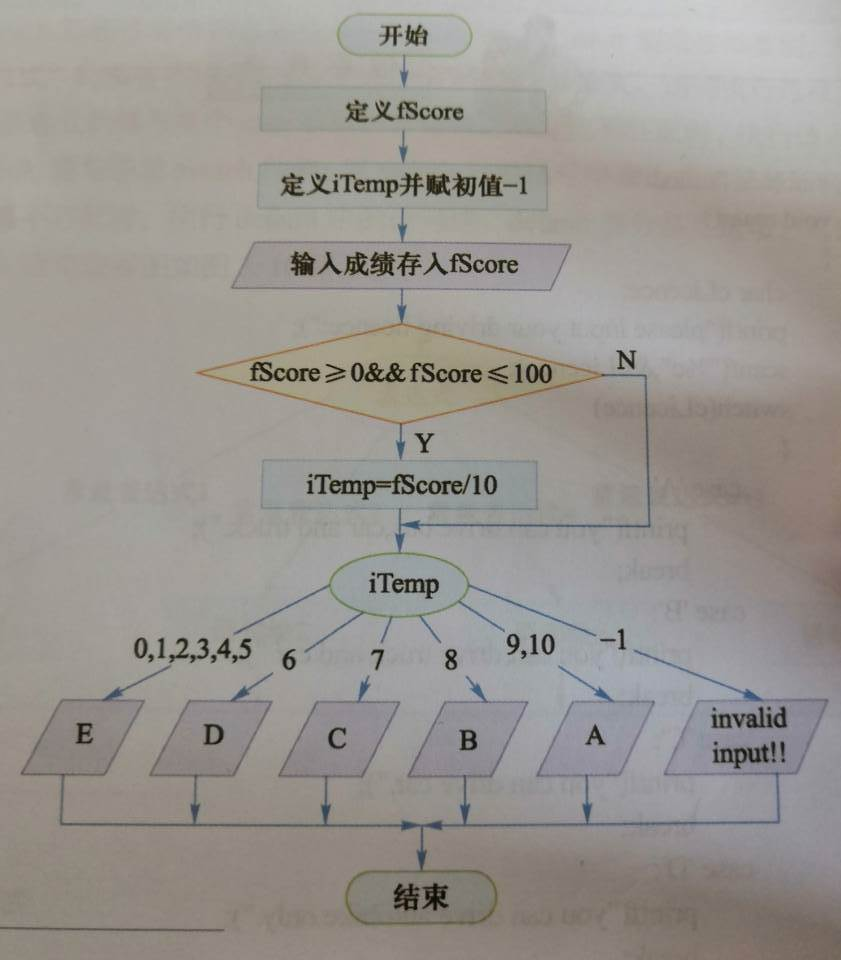 开始
定义fScore
定义iTemp并赋初值-1
输入成绩存入fScore
fScore≥0&&fScore≤100
N
Y
iTemp=fScore/10
iTemp
0,1,2,3,4,5
6
7
8
9,10
-1
E
D
C
B
A
invalid
input!!
结束